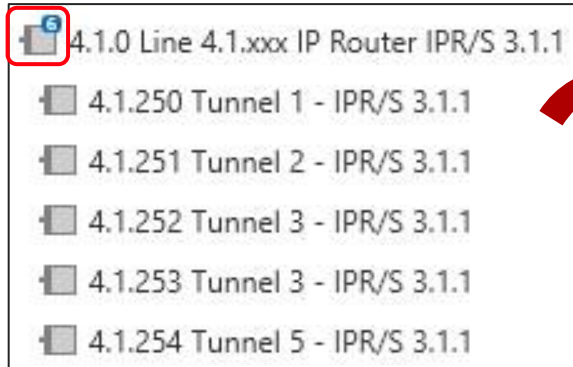 6
4.1.0 Line 4.1.xxx IP Router IPR/S 3.1.1
4.1.250 Tunnel 1 - IPR/S 3.1.1
4.1.251 Tunnel 2 - IPR/S 3.1.1
4.1.252 Tunnel 3 - IPR/S 3.1.1
4.1.253 Tunnel 3 - IPR/S 3.1.1
4.1.254 Tunnel 5 - IPR/S 3.1.1